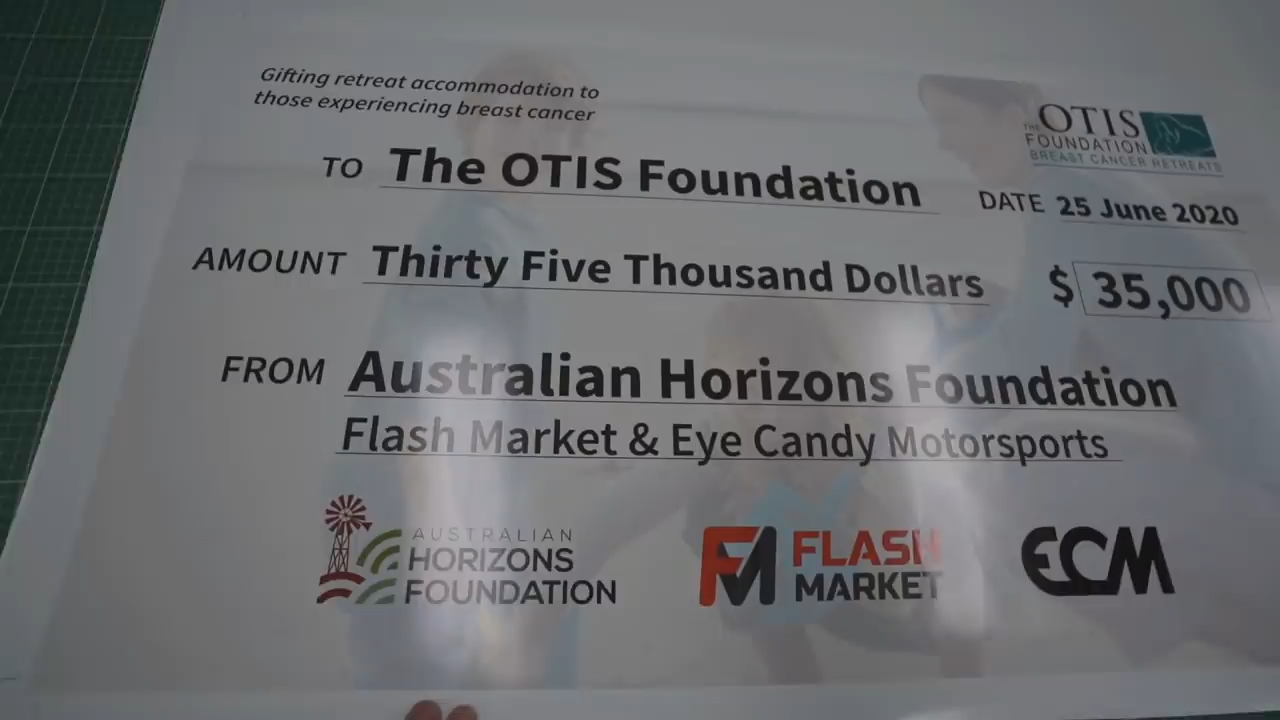 Gifting retreat accommodation to
those experiencing breast cancer
THE OTIS
FOUNDATION
BREAST CANCER RETREATS
TO The OTIS Foundation
DATE 25 June 2020
AMOUNT Thirty Five Thousand Dollars $ 35,000
FROM Australian Horizons Foundation
Flash Market & Eye Candy Motorsports
AUSTRALIAN
HORIZONS
FOUNDATION
FM FLASH
MARKET
ECM